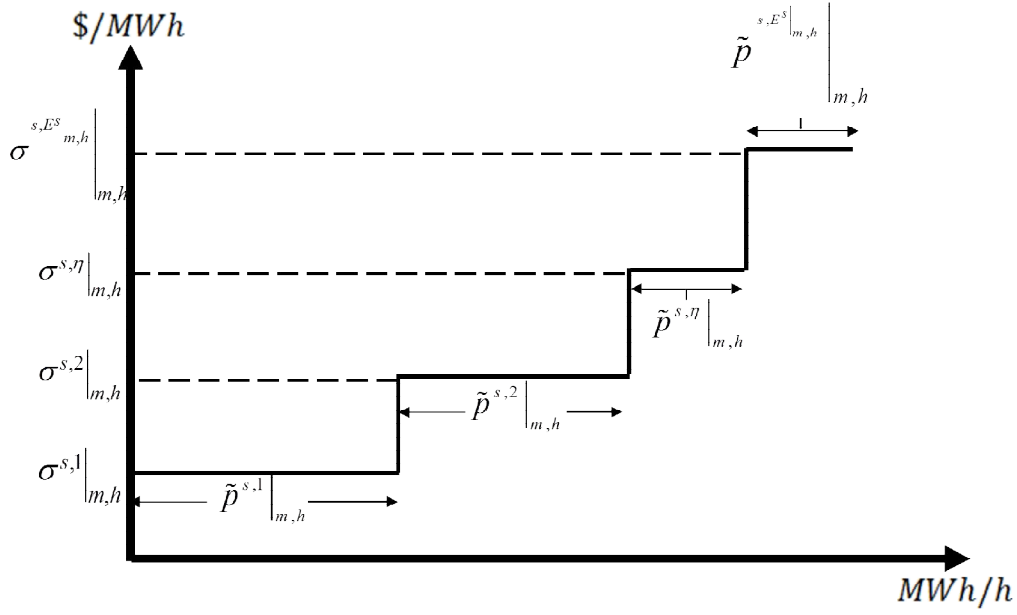 $/MWh
p̃^{s,E^s|_{m,h}}|_{m,h}
σ^{s,E^s_{m,h}}|_{m,h}
σ^{s,η}|_{m,h}
p̃^{s,η}|_{m,h}
σ^{s,2}|_{m,h}
p̃^{s,2}|_{m,h}
σ^{s,1}|_{m,h}
p̃^{s,1}|_{m,h}
MWh/h